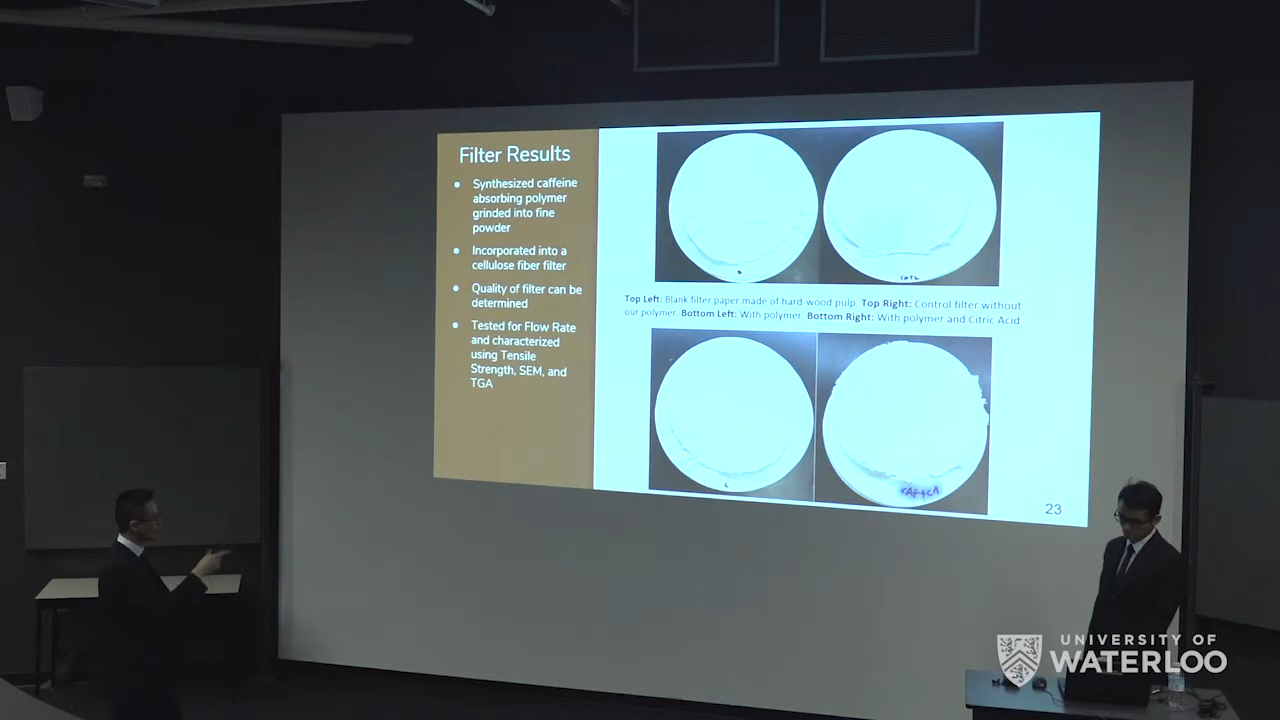 Filter Results
Synthesized caffeine
absorbing polymer
grinded into fine
powder
Incorporated into a
cellulose fiber filter
Quality of filter can be
determined
Tested for Flow Rate
and characterized
using Tensile
Strength, SEM, and
TGA
Top Left: Blank filter paper made of hard wood pulp. Top Right: Control filter without
our polymer. Bottom Left: With polymer. Bottom Right: With polymer and Citric Acid
23
UNIVERSITY OF
WATERLOO